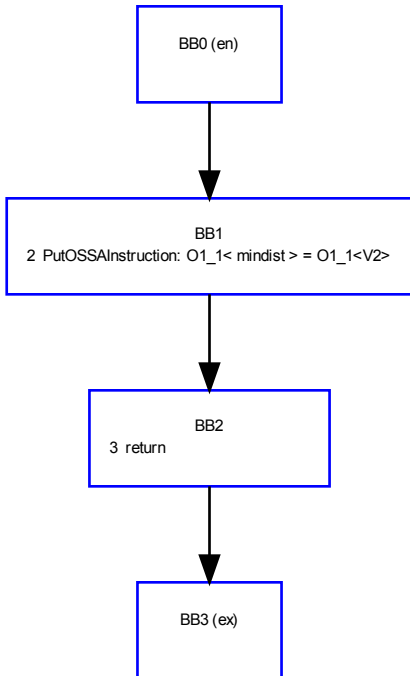 BB0 (en)
BB1
2 PutOSSAInstruction: O1_1< mindist > = O1_1<V2>
BB2
3 return
BB3 (ex)